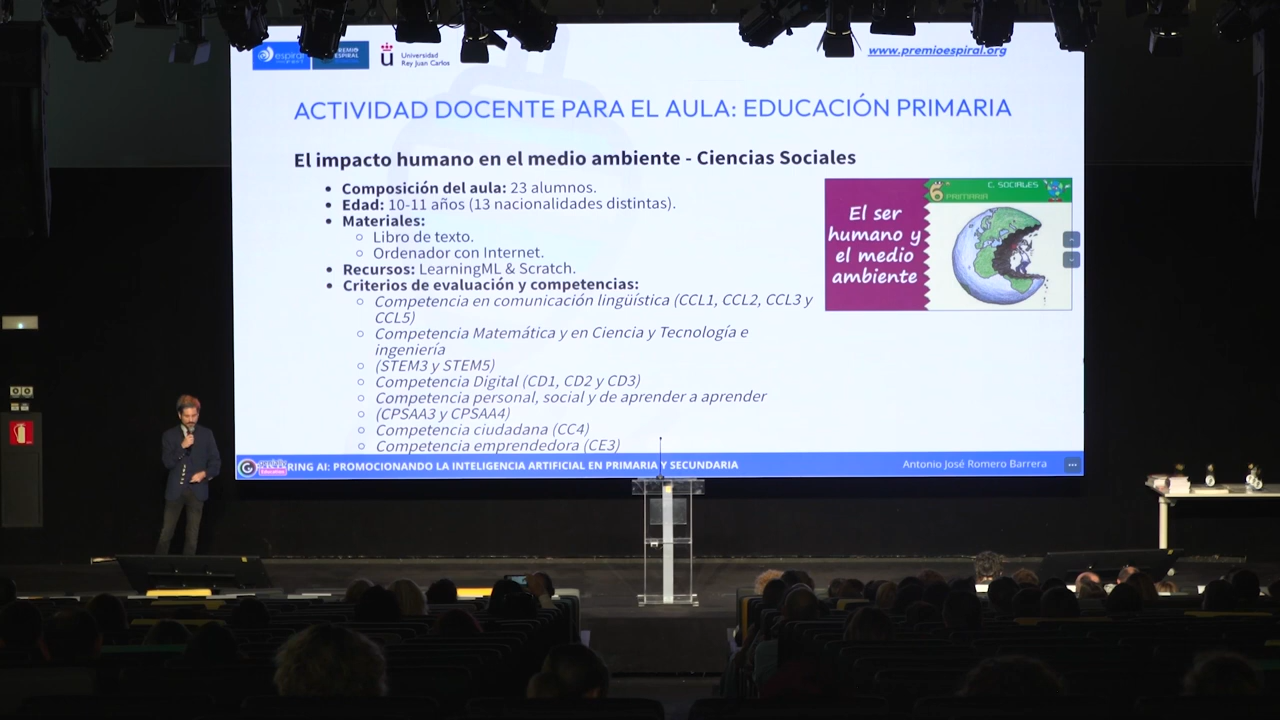 espiral
PREMIO
ESPIRAL
Universidad
Rey Juan Carlos
www.premioespiral.org
ACTIVIDAD DOCENTE PARA EL AULA: EDUCACIÓN PRIMARIA
El impacto humano en el medio ambiente - Ciencias Sociales
• Composición del aula: 23 alumnos.
• Edad: 10-11 años (13 nacionalidades distintas).
• Materiales:
○ Libro de texto.
○ Ordenador con Internet.
• Recursos: LearningML & Scratch.
• Criterios de evaluación y competencias:
○ Competencia en comunicación lingüística (CCL1, CCL2, CCL3 y
CCL5)
○ Competencia Matemática y en Ciencia y Tecnología e
ingeniería
○ (STEM3 y STEM5)
○ Competencia Digital (CD1, CD2 y CD3)
○ Competencia personal, social y de aprender a aprender
○ (CPSAA3 y CPSAA4)
○ Competencia ciudadana (CC4)
○ Competencia emprendedora (CE3)
6 PRIMARIA
C. SOCIALES
El ser
humano y
el medio
ambiente
RING AI: PROMOCIONANDO LA INTELIGENCIA ARTIFICIAL EN PRIMARIA Y SECUNDARIA
Antonio José Romero Barrera